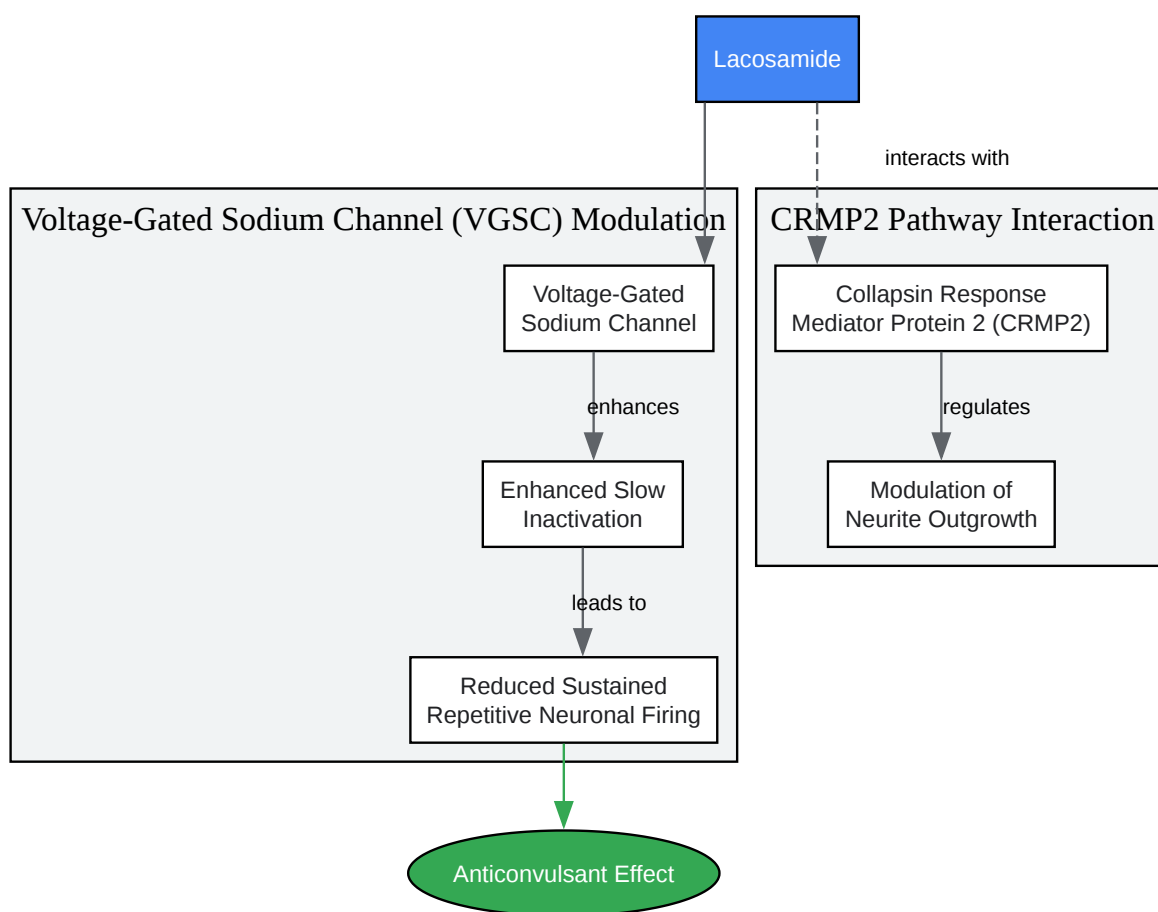 Lacosamide
interacts with
Voltage-Gated Sodium Channel (VGSC) Modulation
CRMP2 Pathway Interaction
Voltage-Gated
Sodium Channel
Collapsin Response
Mediator Protein 2 (CRMP2)
enhances
regulates
Enhanced Slow
Inactivation
Modulation of
Neurite Outgrowth
leads to
Reduced Sustained
Repetitive Neuronal Firing
Anticonvulsant Effect